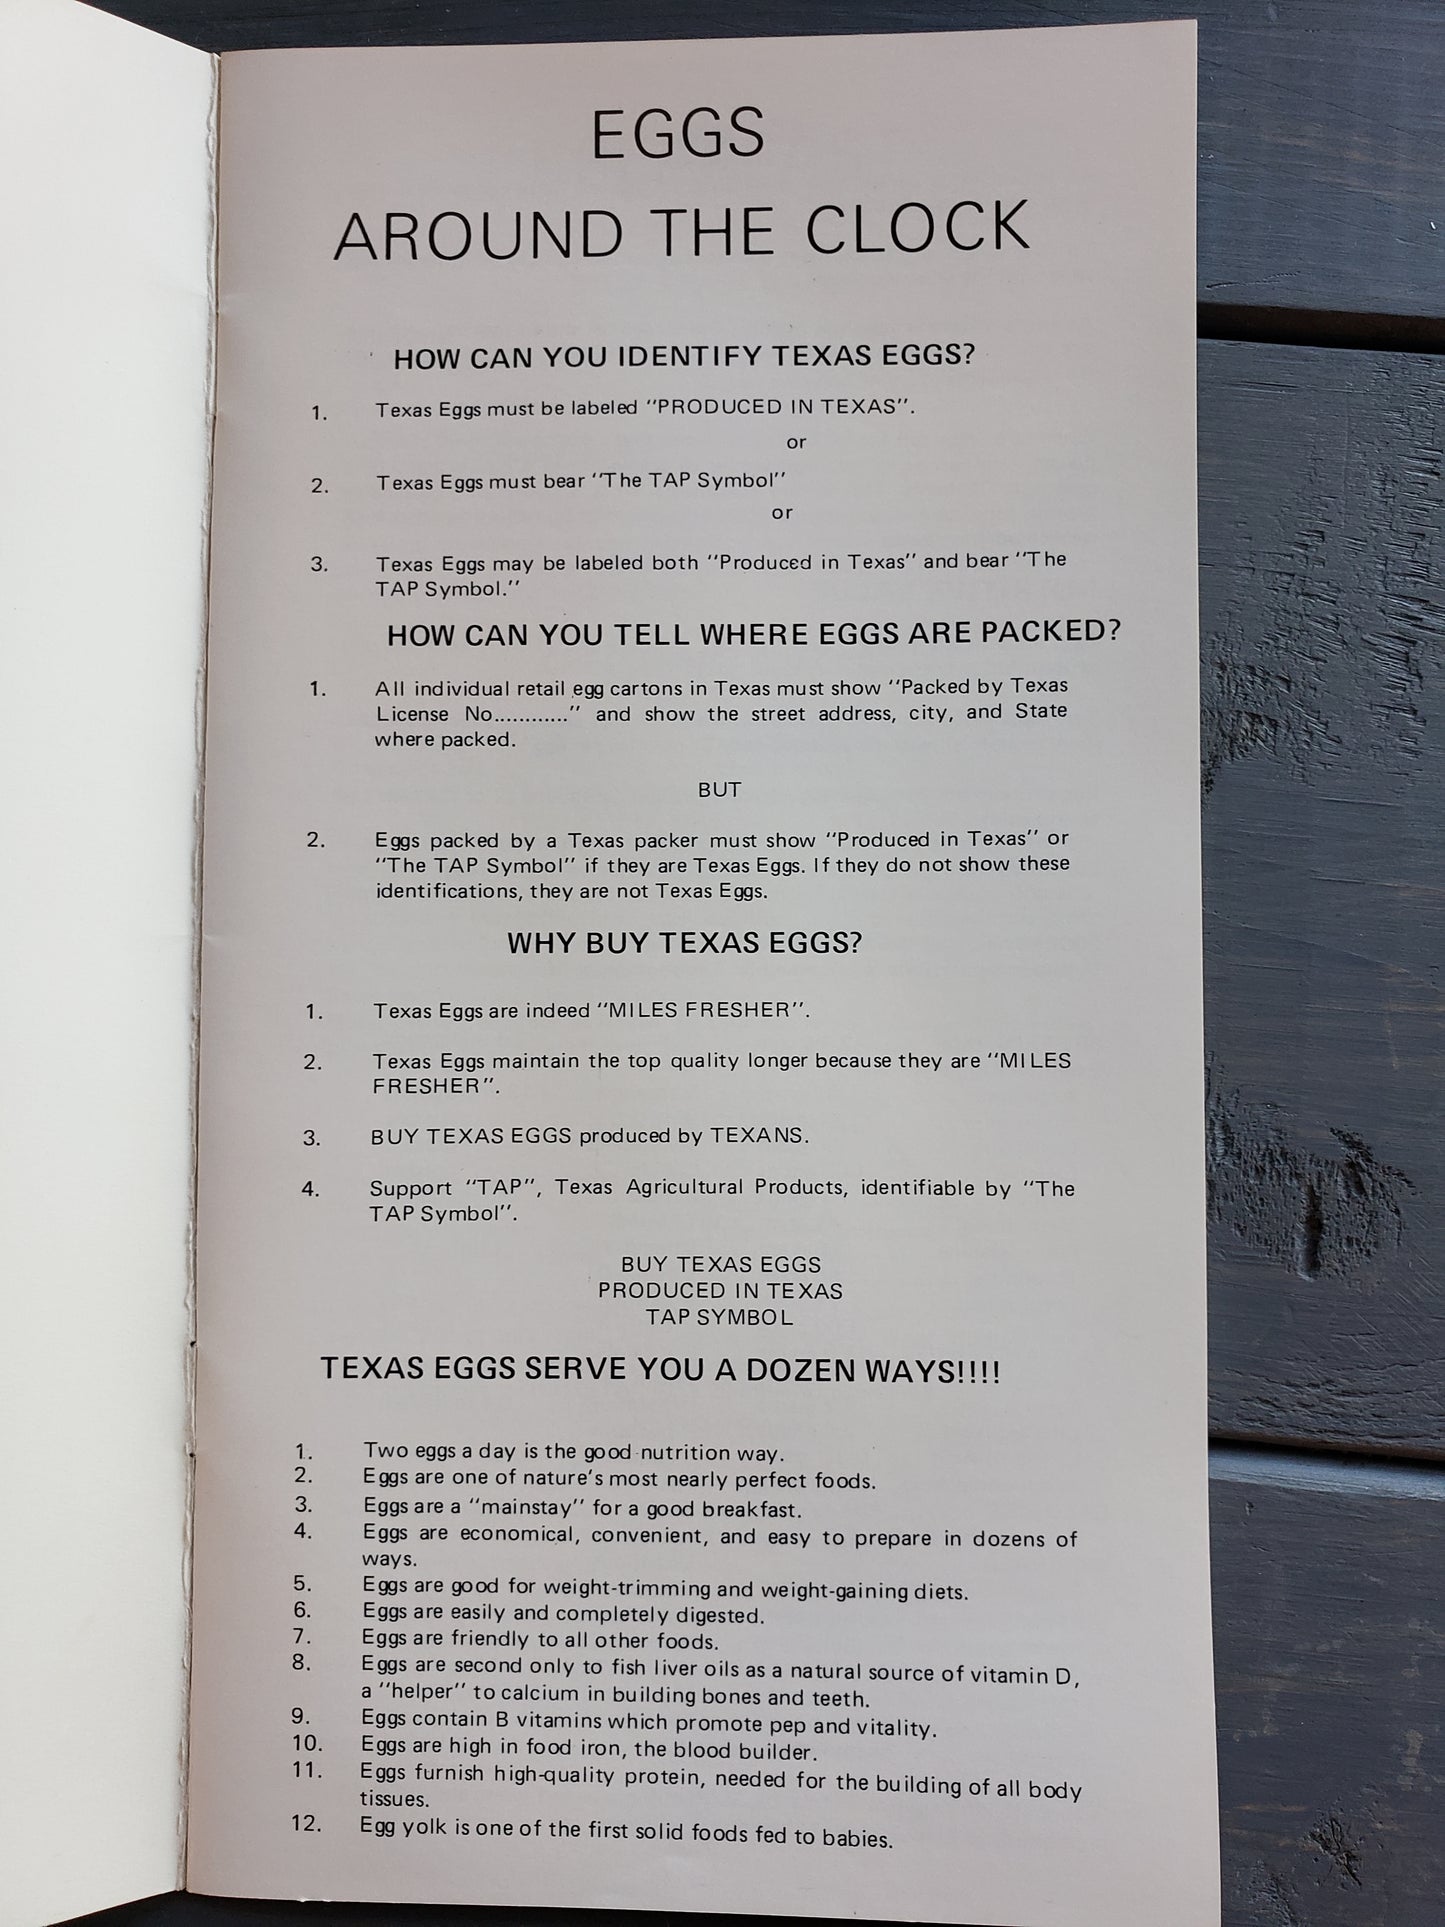 EGGS
AROUND THE CLOCK
HOW CAN YOU IDENTIFY TEXAS EGGS?
1. Texas Eggs must be labeled "PRODUCED IN TEXAS".
or
2. Texas Eggs must bear "The TAP Symbol"
or
3. Texas Eggs may be labeled both "Produced in Texas" and bear "The
TAP Symbol."
HOW CAN YOU TELL WHERE EGGS ARE PACKED?
1. All individual retail egg cartons in Texas must show "Packed by Texas
License No............" and show the street address, city, and State
where packed.
BUT
2. Eggs packed by a Texas packer must show "Produced in Texas" or
"The TAP Symbol" if they are Texas Eggs. If they do not show these
identifications, they are not Texas Eggs.
WHY BUY TEXAS EGGS?
1. Texas Eggs are indeed "MILES FRESHER".
2. Texas Eggs maintain the top quality longer because they are "MILES
FRESHER".
3. BUY TEXAS EGGS produced by TEXANS.
4. Support "TAP", Texas Agricultural Products, identifiable by "The
TAP Symbol".
BUY TEXAS EGGS
PRODUCED IN TEXAS
TAP SYMBOL
TEXAS EGGS SERVE YOU A DOZEN WAYS!!!!
1. Two eggs a day is the good nutrition way.
2. Eggs are one of nature's most nearly perfect foods.
3. Eggs are a "mainstay" for a good breakfast.
4. Eggs are economical, convenient, and easy to prepare in dozens of
ways.
5. Eggs are good for weight-trimming and weight-gaining diets.
6. Eggs are easily and completely digested.
7. Eggs are friendly to all other foods.
8. Eggs are second only to fish liver oils as a natural source of vitamin D,
a "helper" to calcium in building bones and teeth.
9. Eggs contain B vitamins which promote pep and vitality.
10. Eggs are high in food iron, the blood builder.
11. Eggs furnish high-quality protein, needed for the building of all body
tissues.
12. Egg yolk is one of the first solid foods fed to babies.